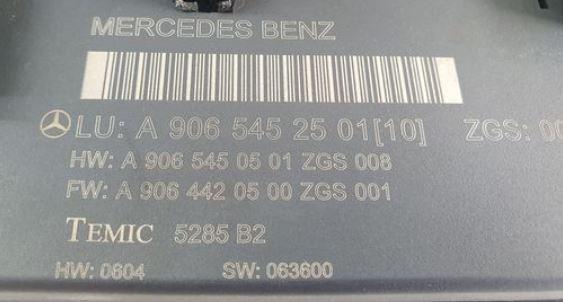 MERCEDES BENZ
LU: A 906 545 25 01[10] ZGS: 00
HW: A 906 545 05 01 ZGS 008
FW: A 906 442 05 00 ZGS 001
TEMIC 5285 B2
HW: 0604 SW: 063600